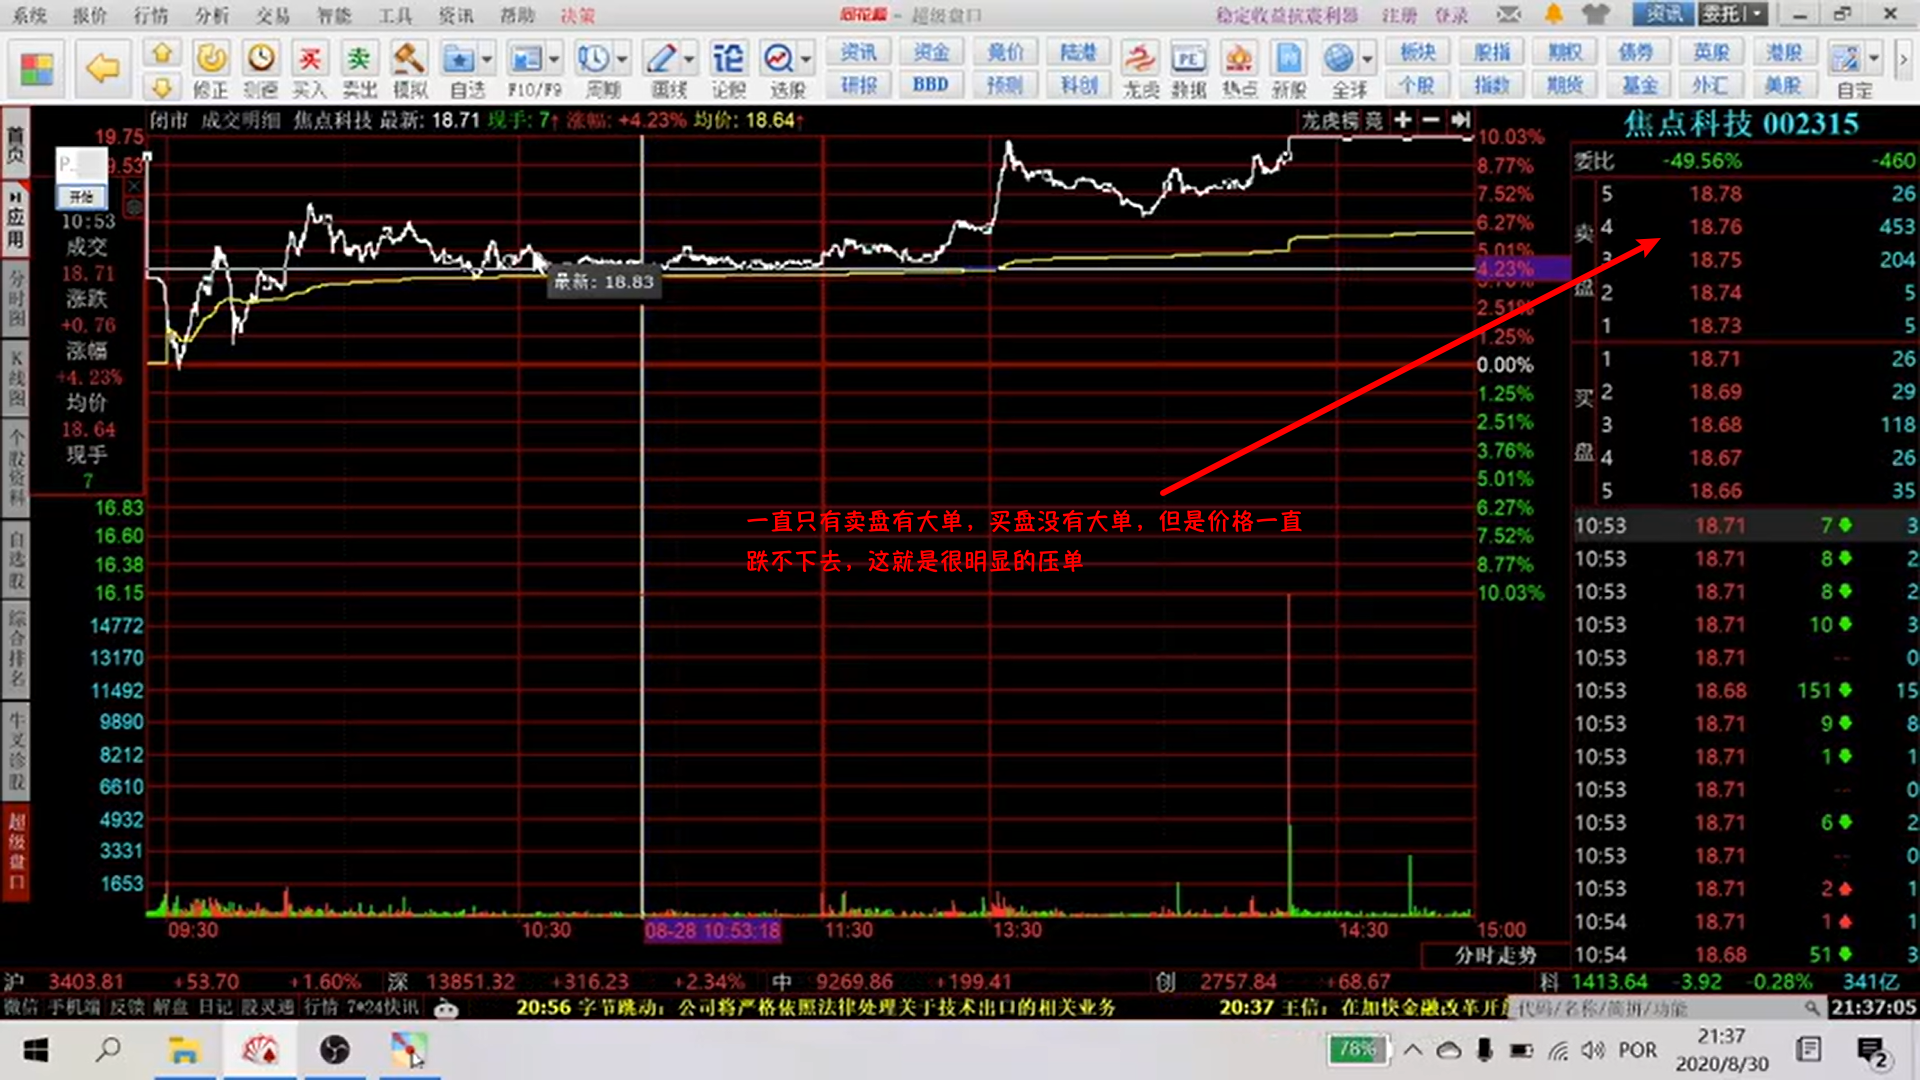 系统 报价 行情 分析 交易 智能 工具 资讯 帮助 决策
同花顺 - 超级盘口
稳定收益抗震利器 注册 登录
资讯 委托
修正 测速 买入 卖出 模拟 自选 F10/F9 周期 画线 论股 选股
资讯 资金 竞价 陆港
研报 BBD 预测 科创
龙虎 数据 热点 新股 全球
板块 股指 期权 债券 英股 港股
个股 指数 期货 基金 外汇 美股
自定
闭市 成交明细 焦点科技 最新: 18.71 现手: 7↑ 涨幅: +4.23% 均价: 18.64↑
龙虎榜 竞
首页
应用
分时图
K线图
个股资料
自选股
综合排名
牛叉诊股
超级盘口
P..
开始
10:53
成交
18.71
涨跌
+0.76
涨幅
+4.23%
均价
18.64
现手
7
19.75
9.53
16.83
16.60
16.38
16.15
14772
13170
11492
9890
8212
6610
4932
3331
1653
最新: 18.83
一直只有卖盘有大单，买盘没有大单，但是价格一直
跌不下去，这就是很明显的压单
10.03%
8.77%
7.52%
6.27%
5.01%
4.23%
2.51%
1.25%
0.00%
1.25%
2.51%
3.76%
5.01%
6.27%
7.52%
8.77%
10.03%
09:30 10:30 08-28 10:53:18 11:30 13:30 14:30 15:00
分时走势
焦点科技 002315
委比 -49.56% -460
卖盘
5 18.78 26
4 18.76 453
3 18.75 204
2 18.74 5
1 18.73 5
买盘
1 18.71 26
2 18.69 29
3 18.68 118
4 18.67 26
5 18.66 35
10:53 18.71 7 3
10:53 18.71 8 2
10:53 18.71 8 2
10:53 18.71 10 3
10:53 18.71 -- 0
10:53 18.68 151 15
10:53 18.71 9 8
10:53 18.71 1 1
10:53 18.71 -- 0
10:53 18.71 6 2
10:53 18.71 -- 0
10:53 18.71 2 1
10:54 18.71 1 1
10:54 18.68 51 3
沪 3403.81 +53.70 +1.60% 深 13851.32 +316.23 +2.34% 中 9269.86 +199.41 创 2757.84 +68.67 科 1413.64 -3.92 -0.28% 341亿
微信 手机端 反馈 解盘 日记 股灵通 行情 7*24快讯
20:56 字节跳动：公司将严格依照法律处理关于技术出口的相关业务
20:37 王信：在加快金融改革开放
代码/名称/简拼/功能
21:37:05
78%
POR
21:37
2020/8/30
2